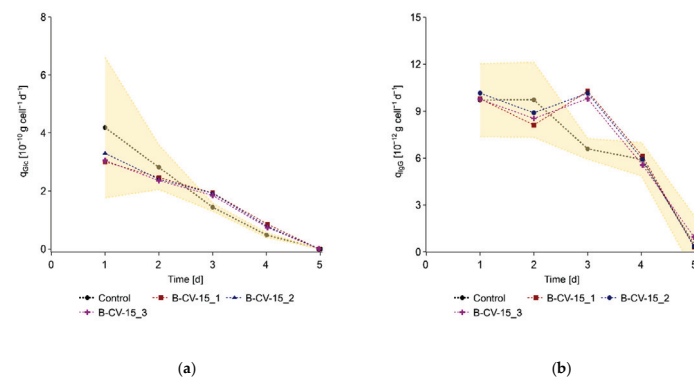 8
6
4
2
0
q_Glc [10⁻¹⁰ g cell⁻¹ d⁻¹]
0 1 2 3 4 5
Time [d]
Control B-CV-15_1 B-CV-15_2
B-CV-15_3
(a)
15
12
9
6
3
0
q_IgG [10⁻¹² g cell⁻¹ d⁻¹]
0 1 2 3 4 5
Time [d]
Control B-CV-15_1 B-CV-15_2
B-CV-15_3
(b)